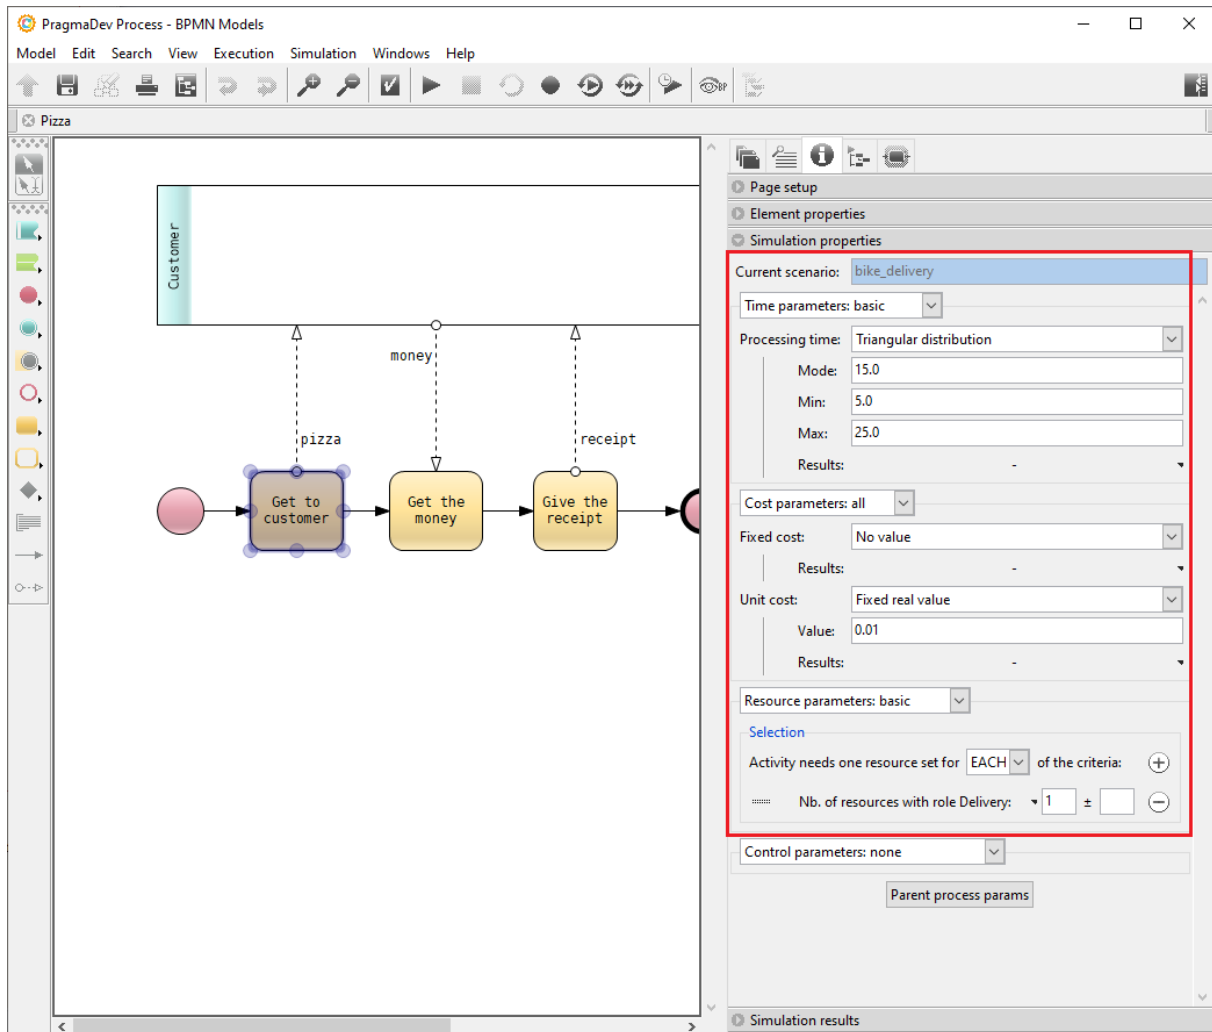 PragmaDev Process - BPMN Models
Model Edit Search View Execution Simulation Windows Help
BP
Pizza
Customer
money
pizza
receipt
Get to
customer
Get the
money
Give the
receipt
Page setup
Element properties
Simulation properties
Current scenario: bike_delivery
Time parameters: basic
Processing time: Triangular distribution
Mode: 15.0
Min: 5.0
Max: 25.0
Results: -
Cost parameters: all
Fixed cost: No value
Results: -
Unit cost: Fixed real value
Value: 0.01
Results: -
Resource parameters: basic
Selection
Activity needs one resource set for EACH of the criteria:
Nb. of resources with role Delivery: 1 ±
Control parameters: none
Parent process params
Simulation results